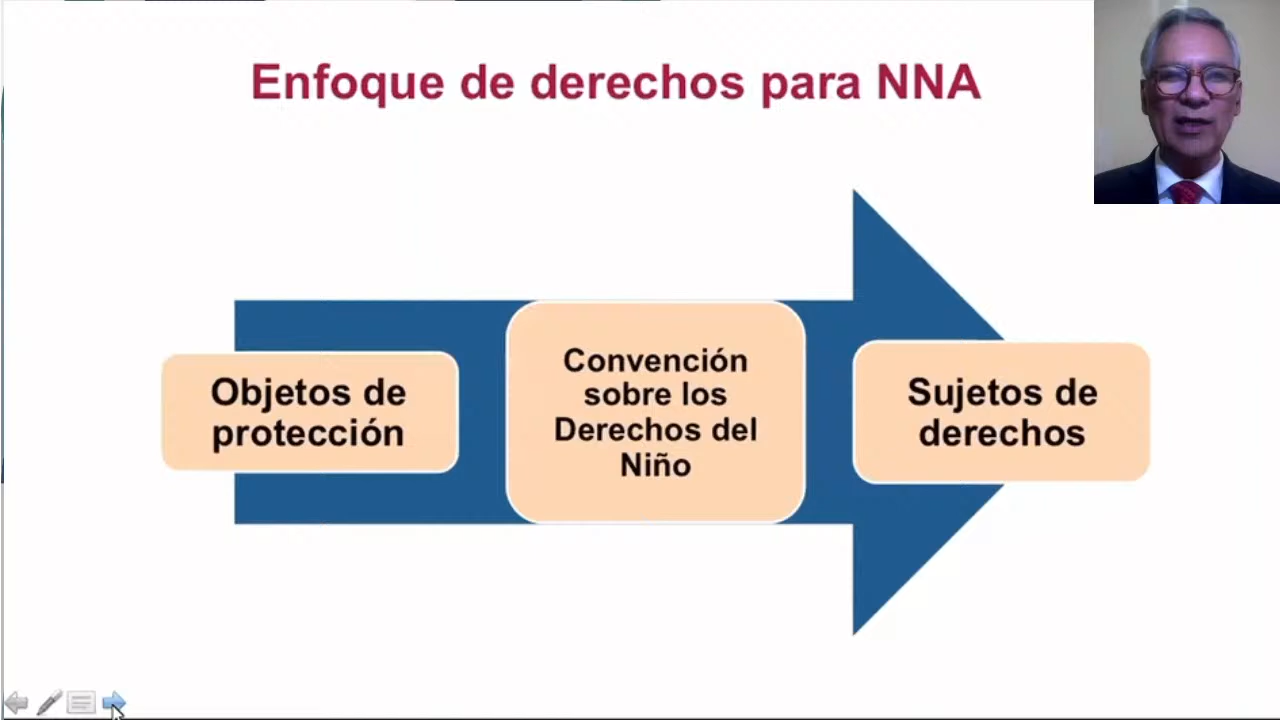 Enfoque de derechos para NNA
Objetos de
protección
Convención
sobre los
Derechos del
Niño
Sujetos de
derechos